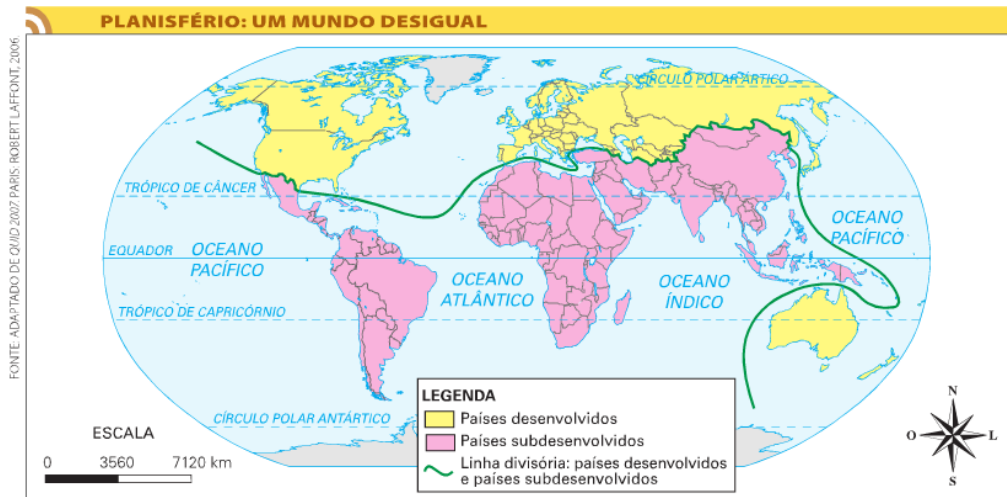 PLANISFÉRIO: UM MUNDO DESIGUAL
FONTE: ADAPTADO DE QUID 2007. PARIS: ROBERT LAFFONT, 2006
CÍRCULO POLAR ÁRTICO
TRÓPICO DE CÂNCER
EQUADOR
OCEANO
PACÍFICO
OCEANO
ATLÂNTICO
OCEANO
ÍNDICO
OCEANO
PACÍFICO
TRÓPICO DE CAPRICÓRNIO
CÍRCULO POLAR ANTÁRTICO
ESCALA
0 3560 7120 km
LEGENDA
Países desenvolvidos
Países subdesenvolvidos
Linha divisória: países desenvolvidos
e países subdesenvolvidos
N
O L
S